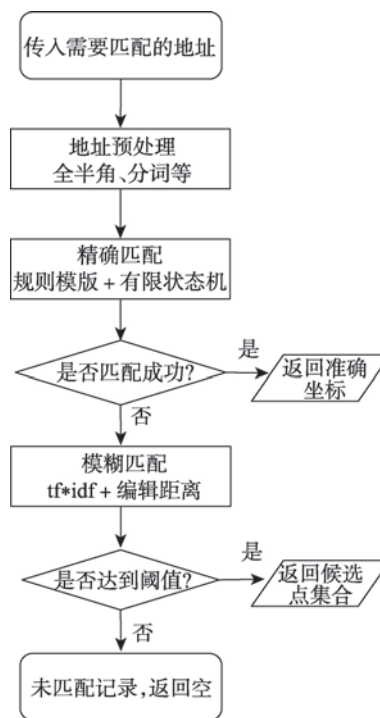 传入需要匹配的地址
地址预处理
全半角、分词等
精确匹配
规则模版+有限状态机
是否匹配成功?
是
返回准确
坐标
否
模糊匹配
tf*idf+编辑距离
是否达到阈值?
是
返回候选
点集合
否
未匹配记录,返回空